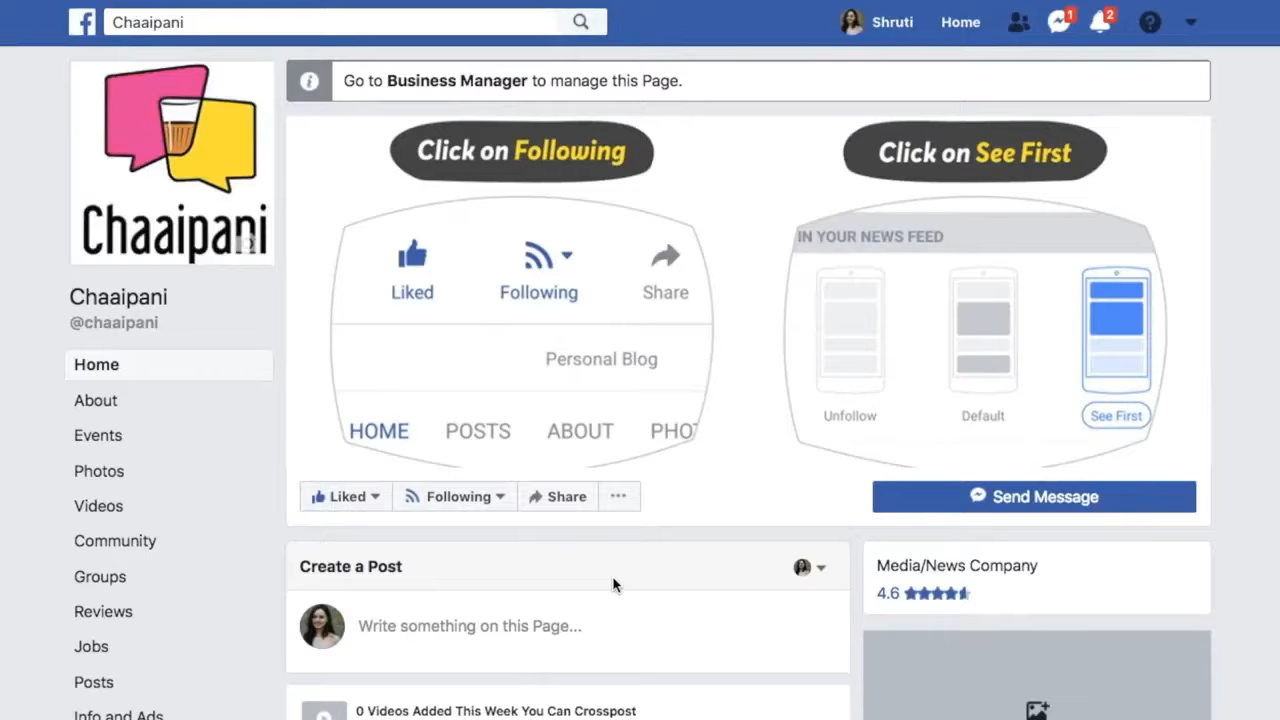 Chaaipani
Shruti
Home
1
2
Go to Business Manager to manage this Page.
Chaaipani
Chaaipani
@chaaipani
Home
About
Events
Photos
Videos
Community
Groups
Reviews
Jobs
Posts
Info and Ads
Click on Following
Liked
Following
Share
Personal Blog
HOME POSTS ABOUT PHOT
Click on See First
IN YOUR NEWS FEED
Unfollow
Default
See First
Liked
Following
Share
Send Message
Create a Post
Write something on this Page...
0 Videos Added This Week You Can Crosspost
Media/News Company
4.6